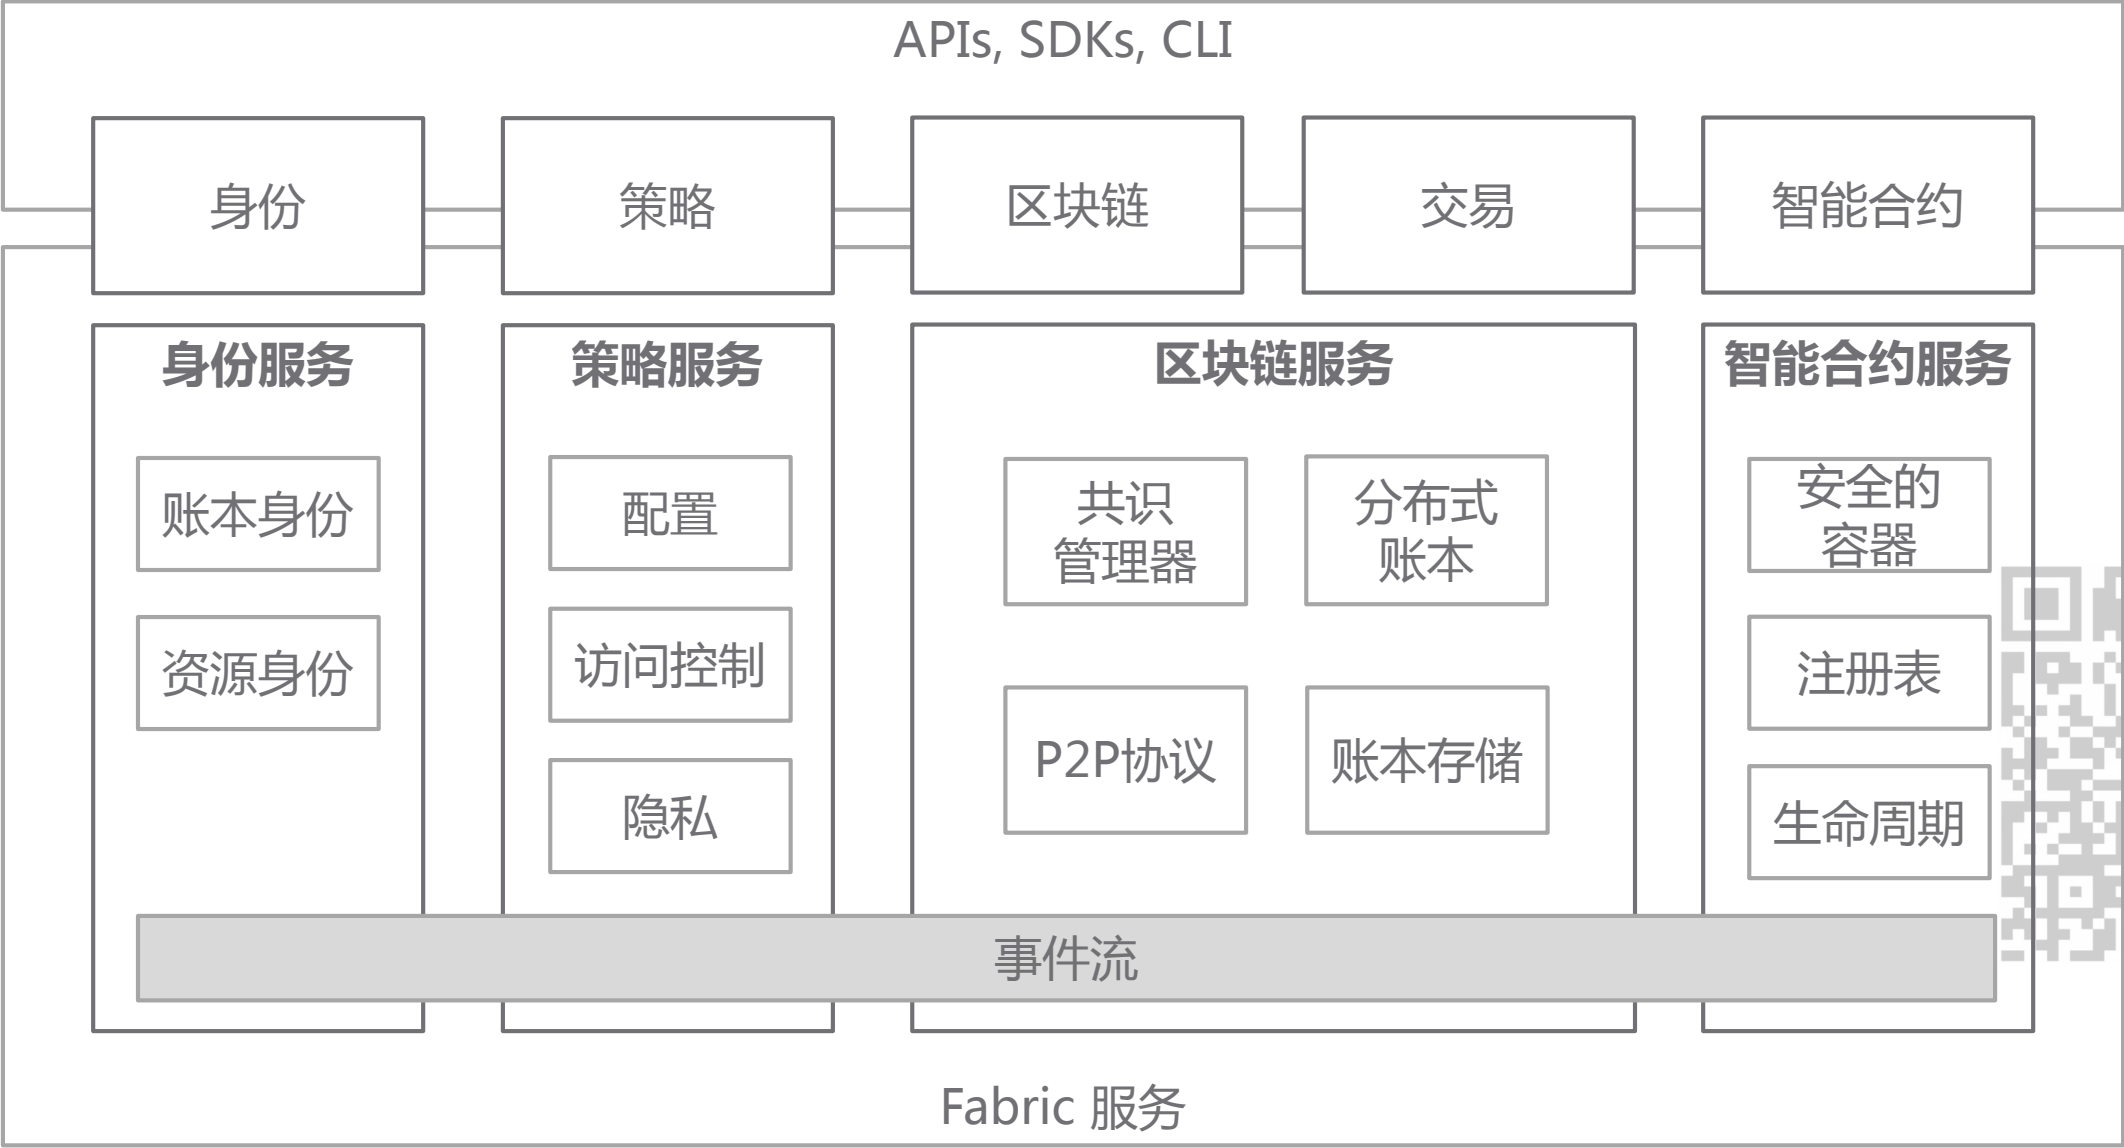 APIs, SDKs, CLI
身份
策略
区块链
交易
智能合约
身份服务
账本身份
资源身份
策略服务
配置
访问控制
隐私
区块链服务
共识
管理器
分布式
账本
P2P协议
账本存储
智能合约服务
安全的
容器
注册表
生命周期
事件流
Fabric 服务